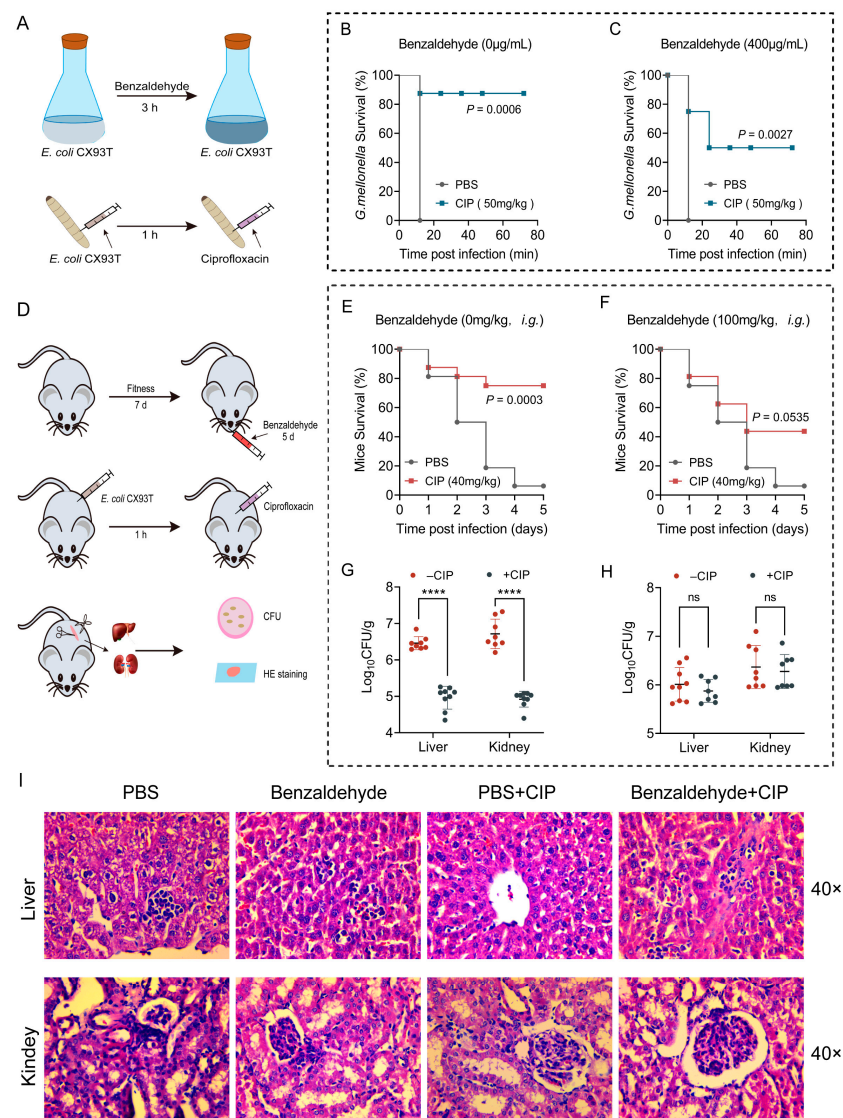 A
Benzaldehyde
3 h
E. coli CX93T
E. coli CX93T
1 h
E. coli CX93T
Ciprofloxacin
B
Benzaldehyde (0μg/mL)
G.mellonella Survival (%)
100
80
60
40
20
0
P = 0.0006
PBS
CIP ( 50mg/kg )
0 20 40 60 80
Time post infection (min)
C
Benzaldehyde (400μg/mL)
G.mellonella Survival (%)
100
80
60
40
20
0
P = 0.0027
PBS
CIP ( 50mg/kg )
0 20 40 60 80
Time post infection (min)
D
Fitness
7 d
Benzaldehyde
5 d
E. coli CX93T
1 h
Ciprofloxacin
CFU
HE staining
E
Benzaldehyde (0mg/kg, i.g.)
Mice Survival (%)
100
80
60
40
20
0
P = 0.0003
PBS
CIP (40mg/kg)
0 1 2 3 4 5
Time post infection (days)
F
Benzaldehyde (100mg/kg, i.g.)
Mice Survival (%)
100
80
60
40
20
0
P = 0.0535
PBS
CIP (40mg/kg)
0 1 2 3 4 5
Time post infection (days)
G
–CIP +CIP
Log10CFU/g
8
7
6
5
4
**** ****
Liver Kidney
H
–CIP +CIP
Log10CFU/g
8
7
6
5
ns ns
Liver Kidney
I
PBS Benzaldehyde PBS+CIP Benzaldehyde+CIP
Liver
40×
Kindey
40×